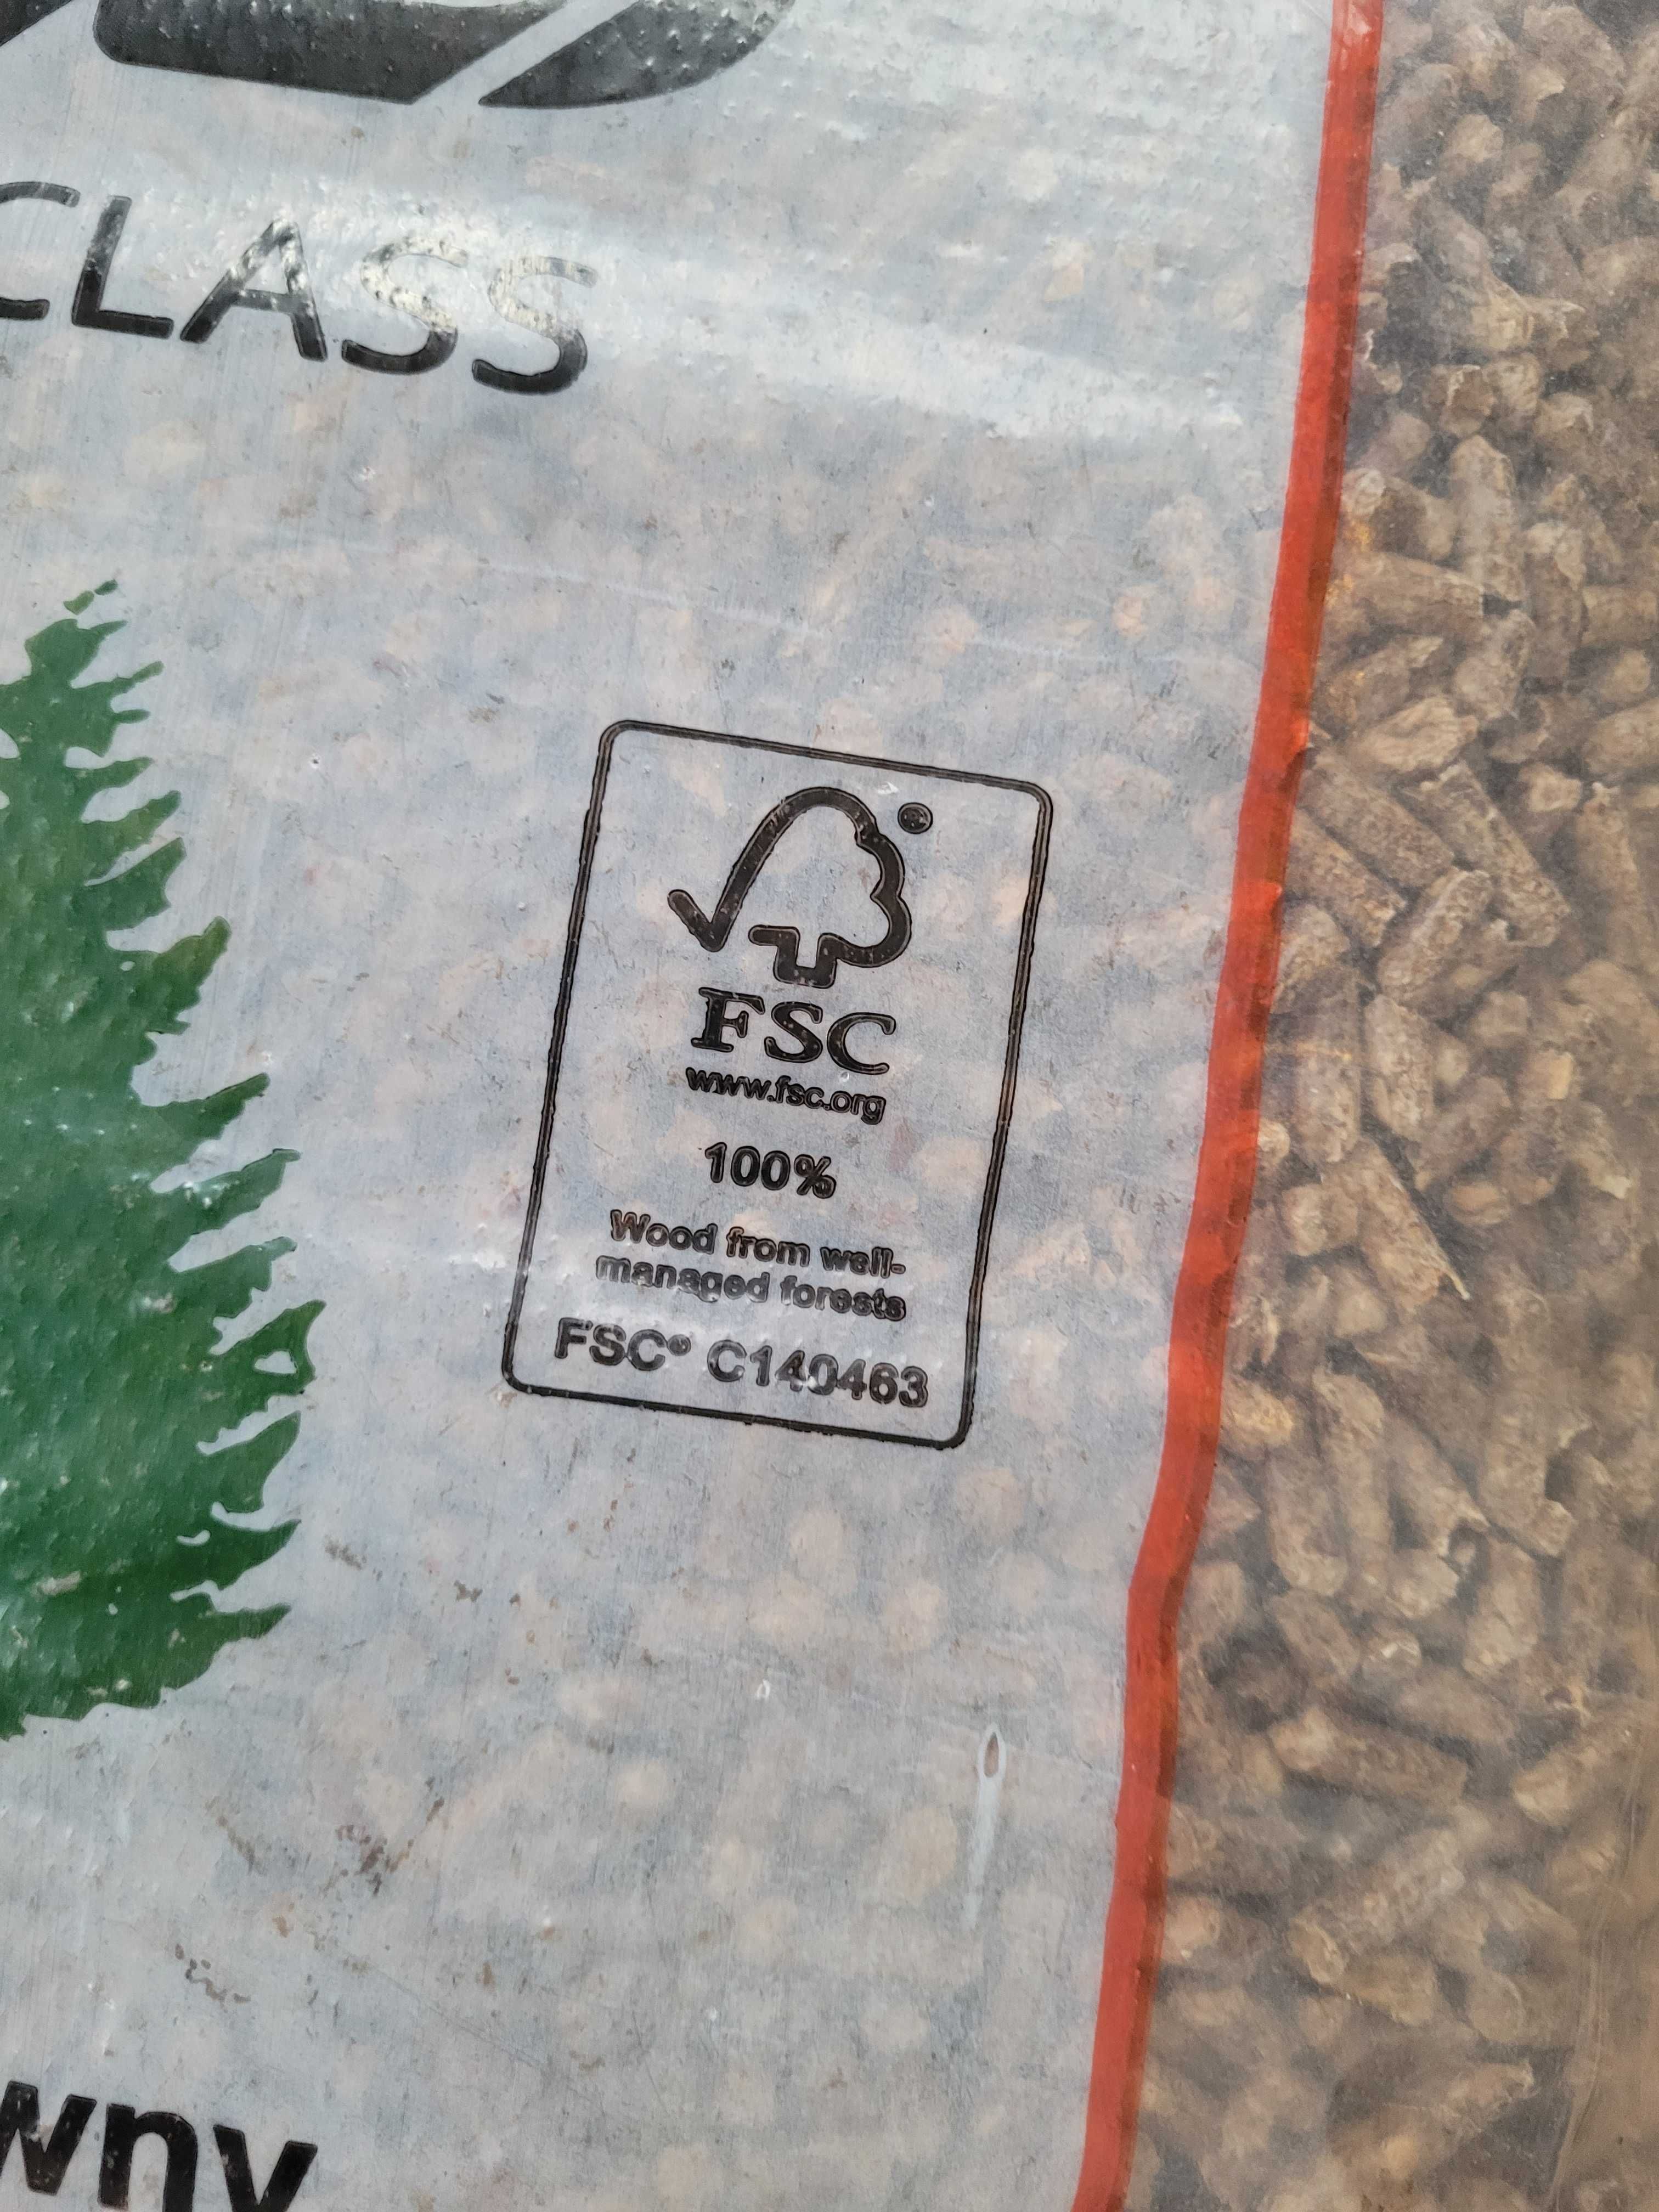 CLASS
FSC
www.fsc.org
100%
Wood from well-
managed forests
FSC® C140463